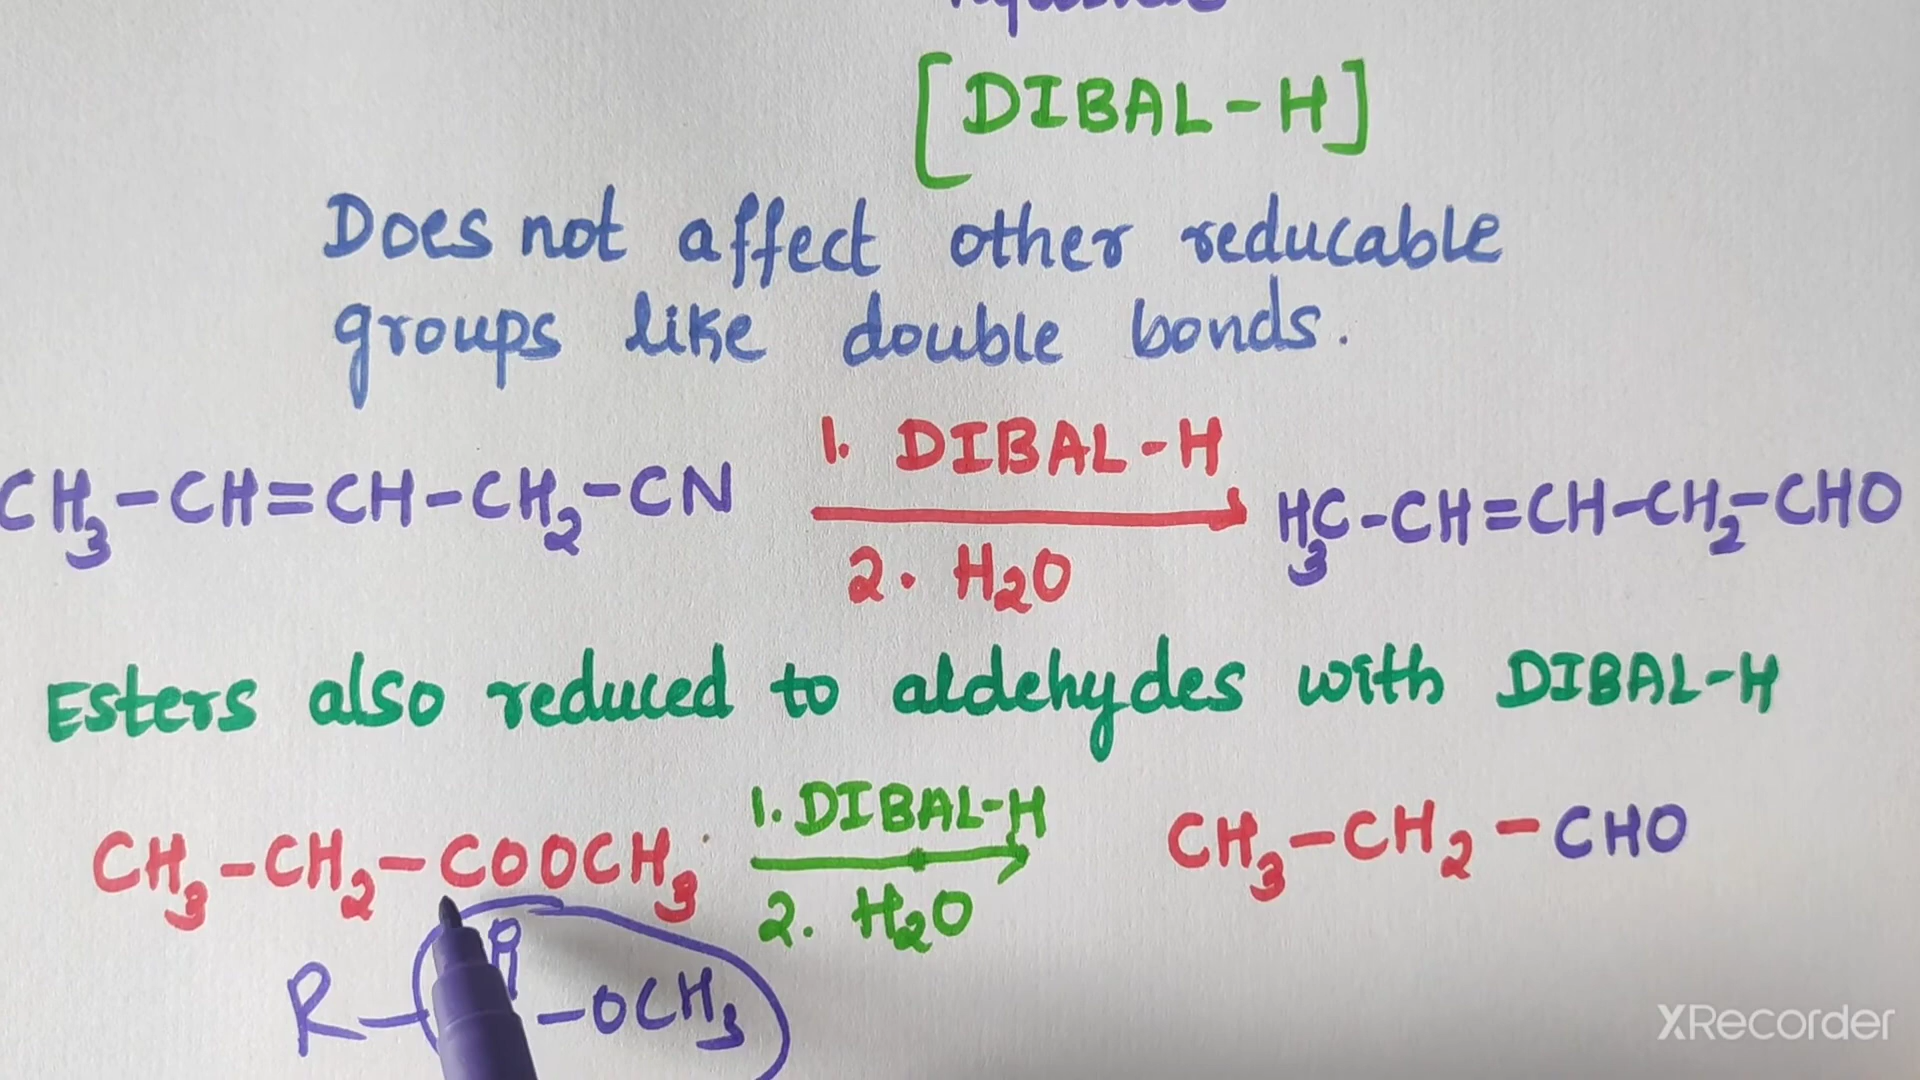 [DIBAL-H]
Does not affect other reducable
groups like double bonds.
1. DIBAL-H
CH₃-CH=CH-CH₂-CN
H₃C-CH=CH-CH₂-CHO
2. H₂O
Esters also reduced to aldehydes with DIBAL-H
1. DIBAL-H
CH₃-CH₂-COOCH₃
CH₃-CH₂-CHO
2. H₂O
R- -OCH₃
XRecorder